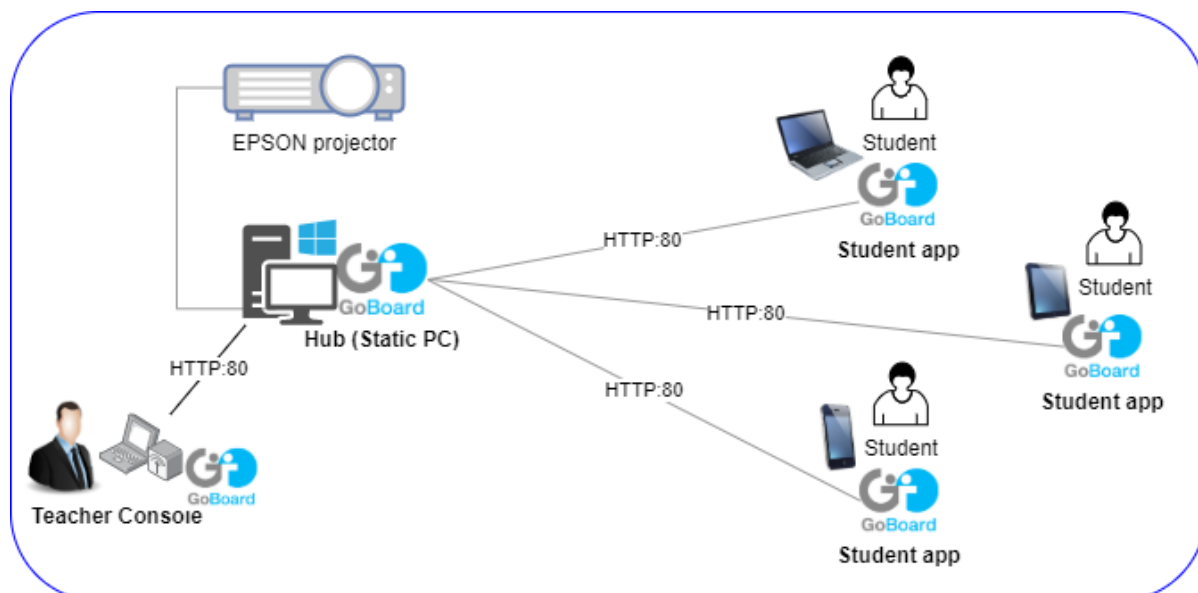 EPSON projector
Student
GoBoard
Student app
HTTP:80
Student
GoBoard
Hub (Static PC)
HTTP:80
GoBoard
Student app
HTTP:80
HTTP:80
Student
GoBoard
Teacher Console
GoBoard
Student app